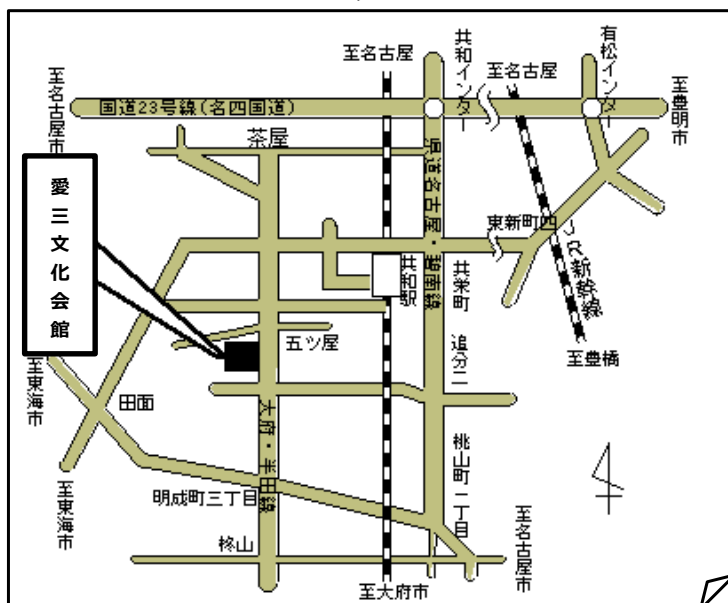 至名古屋
共和インター
至名古屋
有松インター
至名古屋市
国道23号線(名四国道)
至豊明市
茶屋
県道名古屋・碧南線
愛三文化会館
東新町四
JR新幹線
共和駅
共栄町
五ツ屋
追分二
至豊橋
至東海市
田面
大府・半田線
桃山町一丁目
至東海市
明成町三丁目
柊山
至名古屋市
至大府市